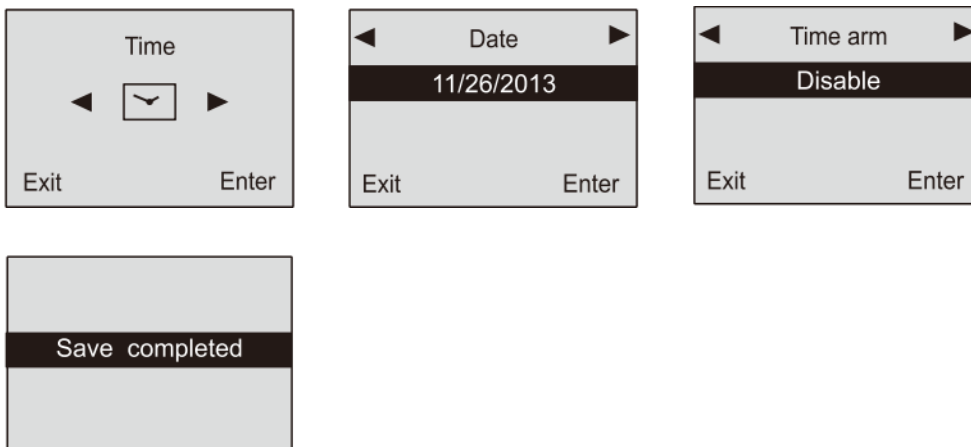 Time
Exit Enter
Date
11/26/2013
Exit Enter
Time arm
Disable
Exit Enter
Save completed